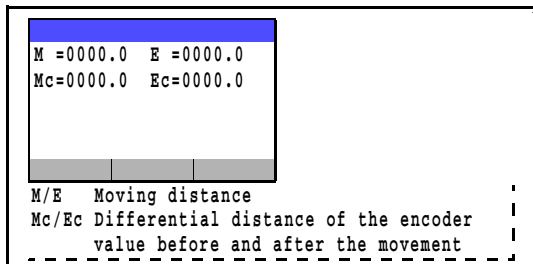 M =0000.0 E =0000.0
Mc=0000.0 Ec=0000.0
M/E Moving distance
Mc/Ec Differential distance of the encoder
value before and after the movement